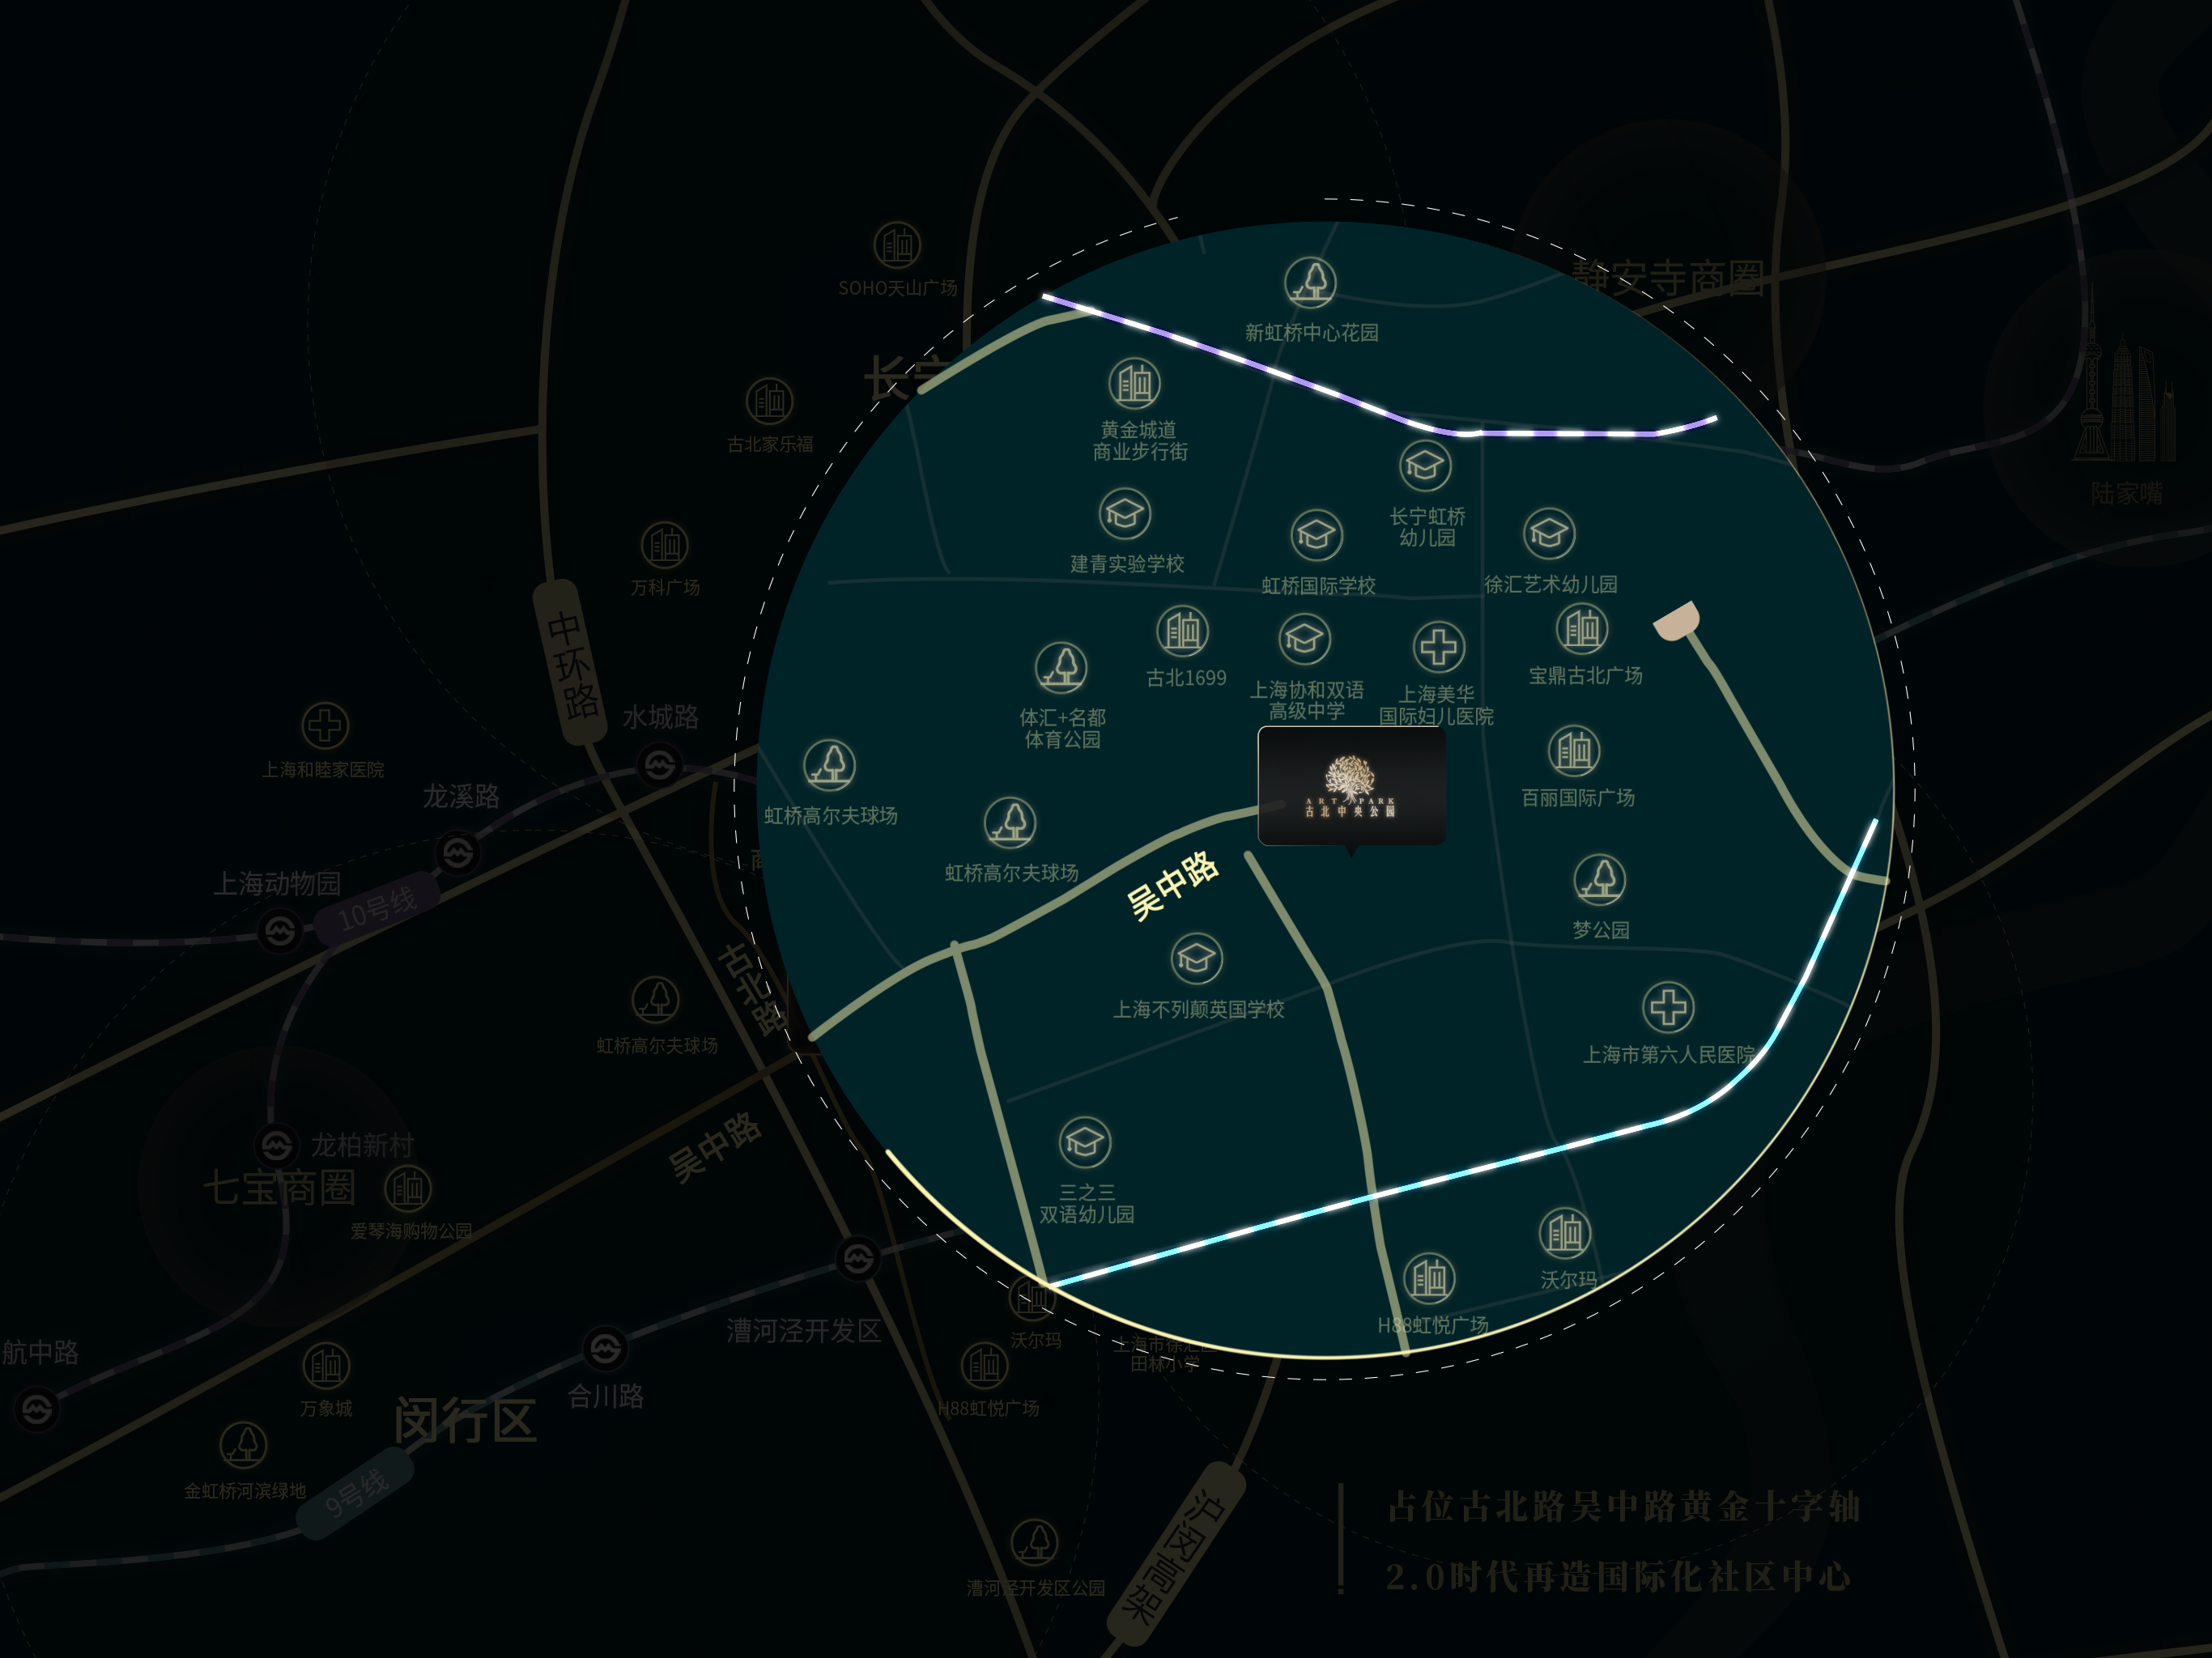 SOHO天山广场
静安寺商圈
新虹桥中心花园
长宁
古北家乐福
黄金城道
商业步行街
陆家嘴
长宁虹桥
幼儿园
建青实验学校
虹桥国际学校
徐汇艺术幼儿园
万科广场
中环路
古北1699
上海协和双语
高级中学
上海美华
国际妇儿医院
宝鼎古北广场
体汇+名都
体育公园
水城路
上海和睦家医院
龙溪路
虹桥高尔夫球场
ART PARK
古北中央公园
百丽国际广场
虹桥高尔夫球场
上海动物园
10号线
吴中路
梦公园
古北路
上海不列颠英国学校
虹桥高尔夫球场
上海市第六人民医院
吴中路
龙柏新村
七宝商圈
爱琴海购物公园
三之三
双语幼儿园
沃尔玛
H88虹悦广场
漕河泾开发区
沃尔玛
上海市徐汇区
田林小学
航中路
合川路
万象城
H88虹悦广场
闵行区
金虹桥河滨绿地
9号线
沪闵高架
漕河泾开发区公园
占位古北路吴中路黄金十字轴
2.0时代再造国际化社区中心